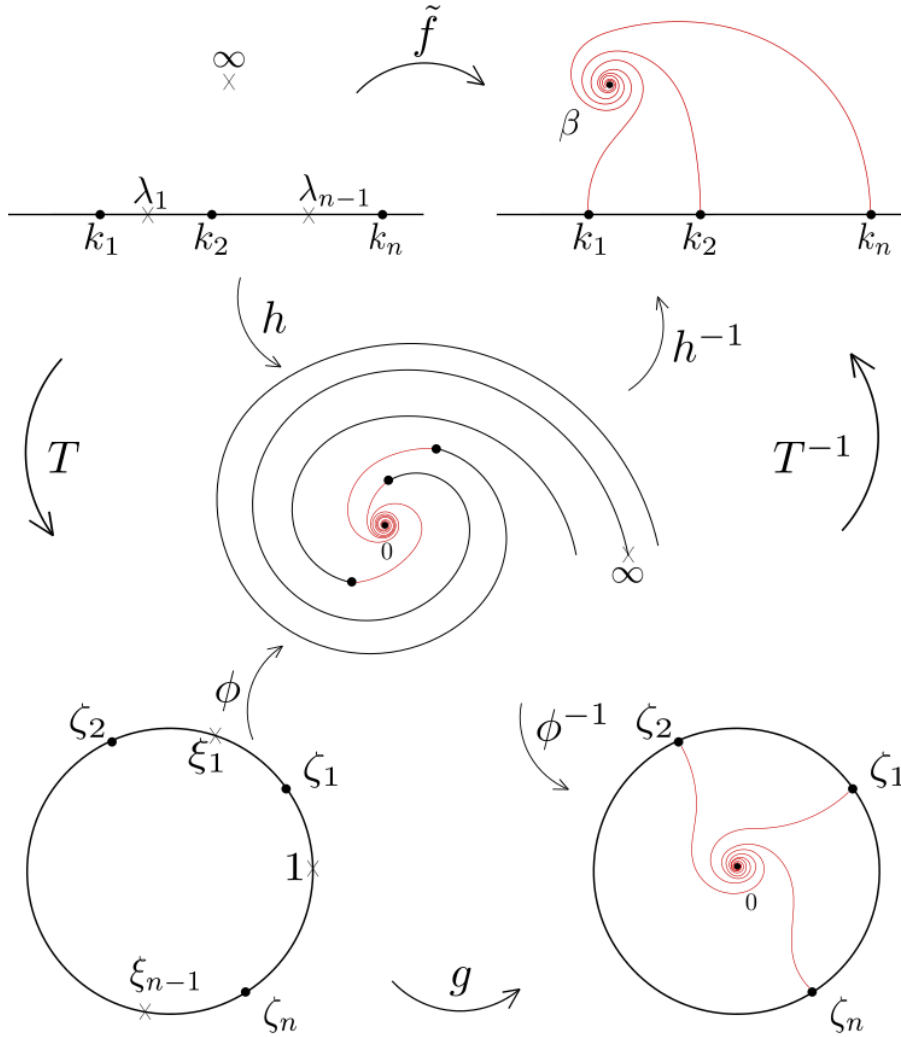 ∞
f̃
β
λ₁ λₙ₋₁
k₁ k₂ kₙ
k₁ k₂ kₙ
h
h⁻¹
T
T⁻¹
0
∞
ϕ
ϕ⁻¹
ζ₂
ξ₁
ζ₁
1
ξₙ₋₁
ζₙ
g
ζ₂
ζ₁
0
ζₙ